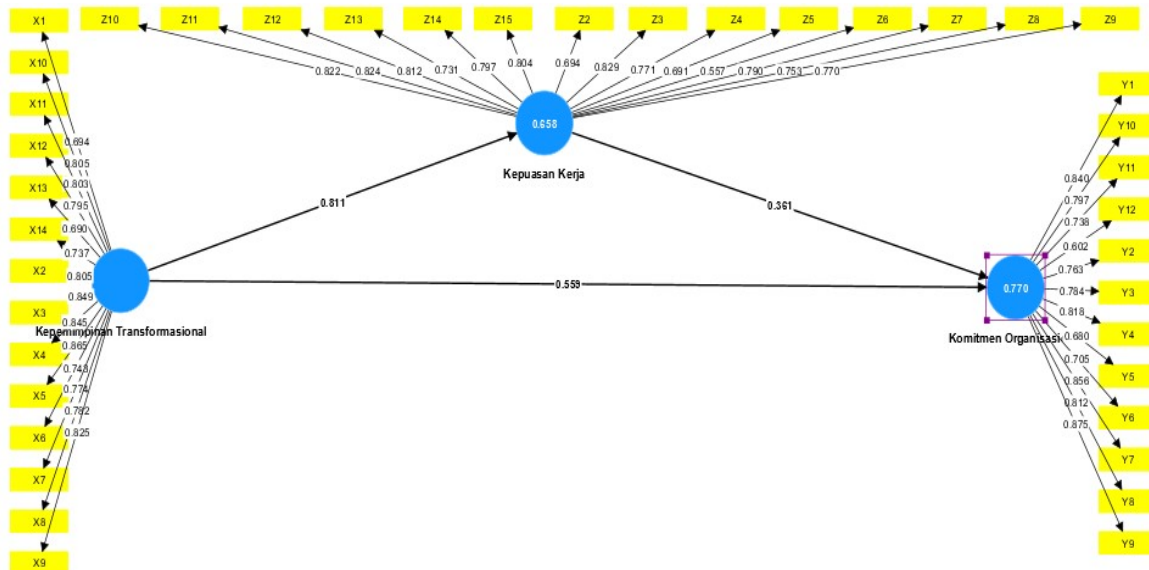 X1
Z10
Z11
Z12
Z13
Z14
Z15
Z2
Z3
Z4
Z5
Z6
Z7
Z8
Z9
0.822
0.824
0.812
0.731
0.797
0.804
0.694
0.829
0.771
0.691
0.557
0.790
0.753
0.770
0.658
Kepuasan Kerja
X10
X11
X12
X13
X14
X2
X3
X4
X5
X6
X7
X8
X9
0.694
0.805
0.803
0.795
0.690
0.737
0.805
0.849
0.845
0.865
0.743
0.774
0.782
0.825
Kepemimpinan Transformasional
0.811
0.361
0.559
0.770
Komitmen Organisasi
0.840
0.797
0.738
0.602
0.763
0.784
0.818
0.680
0.705
0.856
0.812
0.875
Y1
Y10
Y11
Y12
Y2
Y3
Y4
Y5
Y6
Y7
Y8
Y9